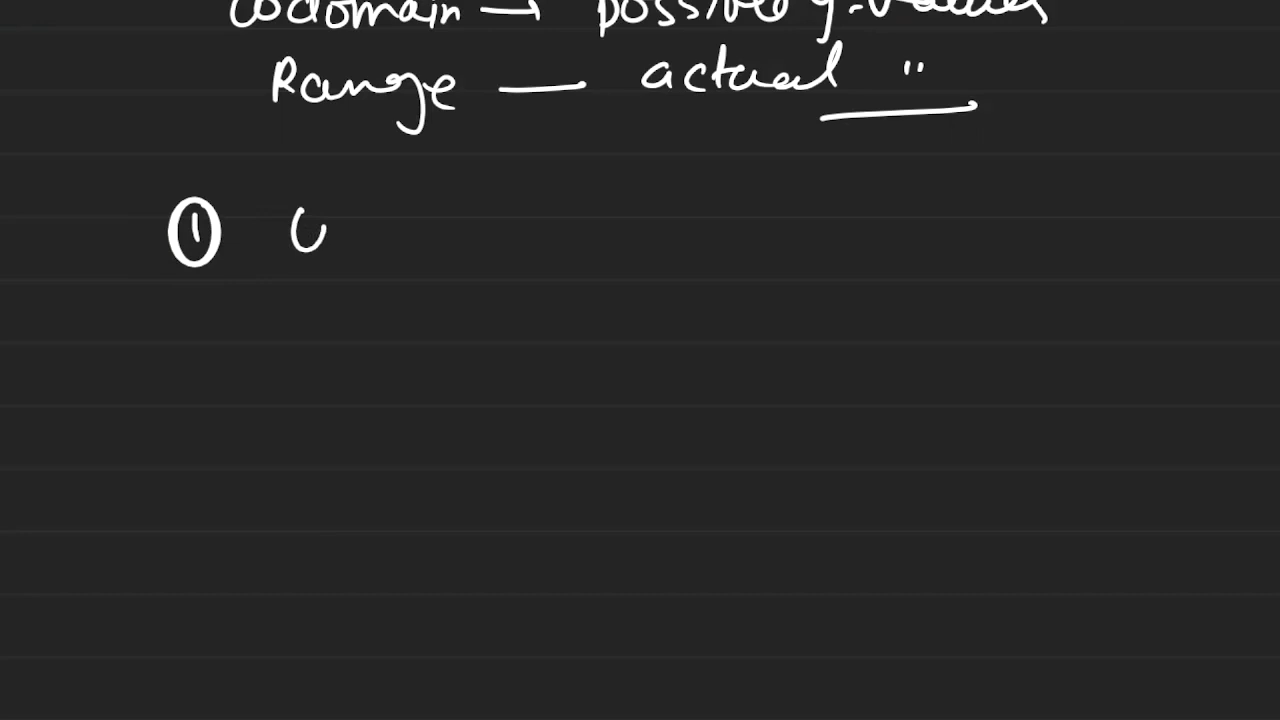 codomain → possible y-values
Range — actual "
① U